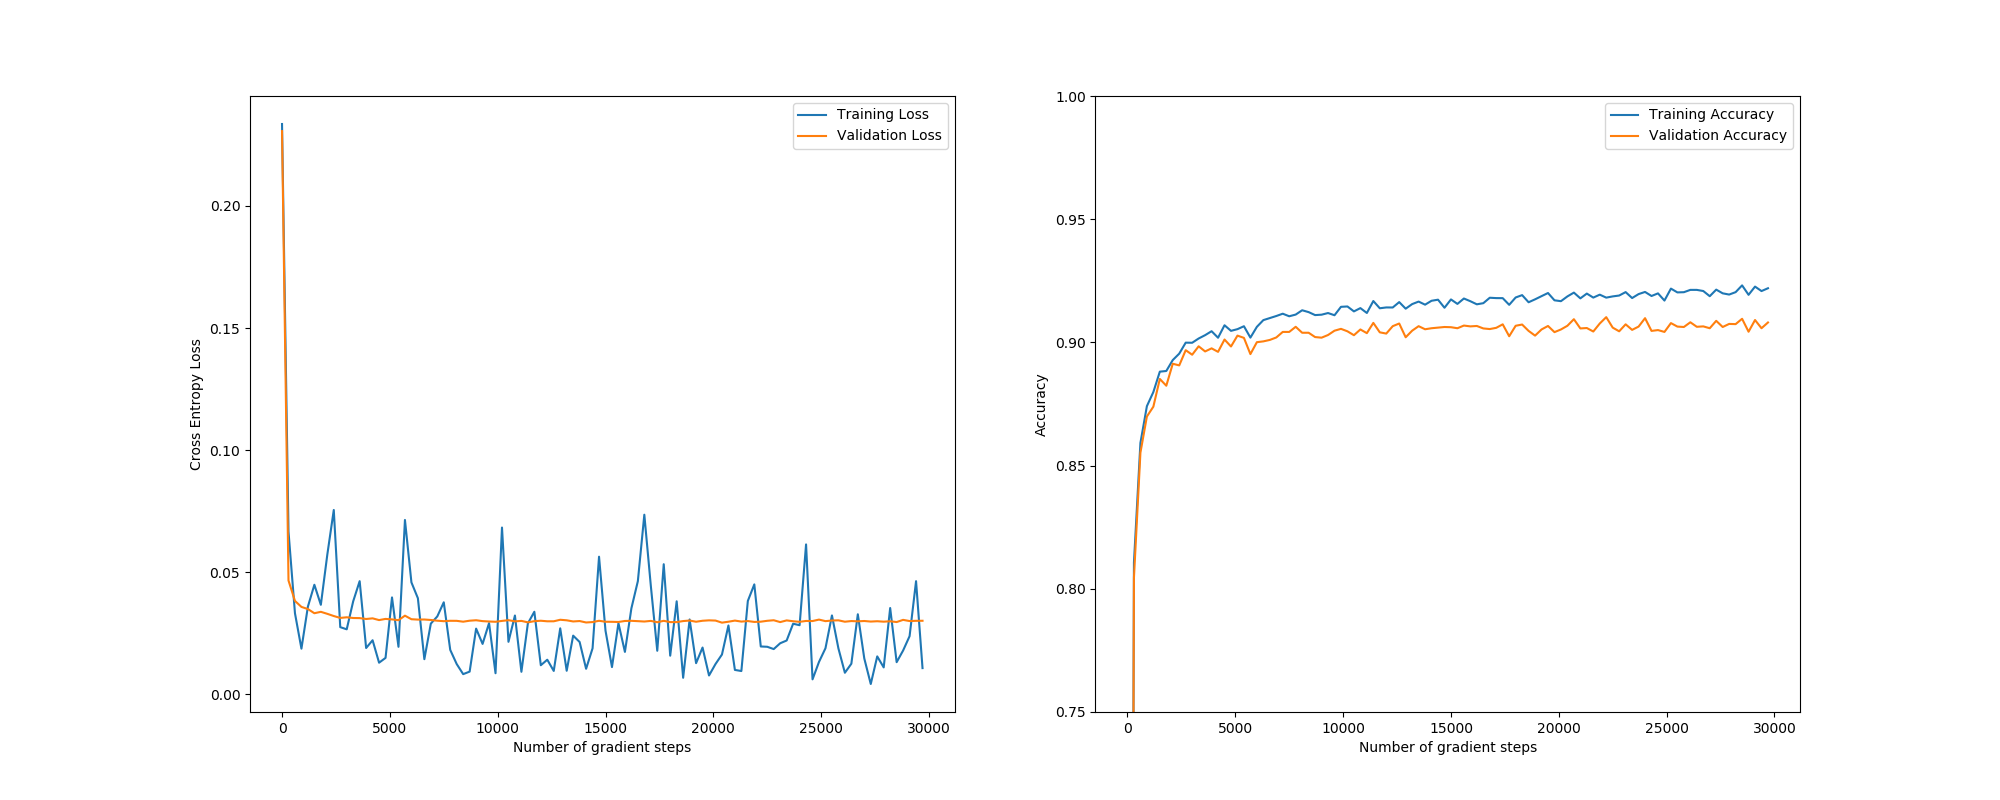 Training Loss
Validation Loss
0.20
0.15
0.10
0.05
0.00
Cross Entropy Loss
0 5000 10000 15000 20000 25000 30000
Number of gradient steps
Training Accuracy
Validation Accuracy
1.00
0.95
0.90
0.85
0.80
0.75
Accuracy
0 5000 10000 15000 20000 25000 30000
Number of gradient steps